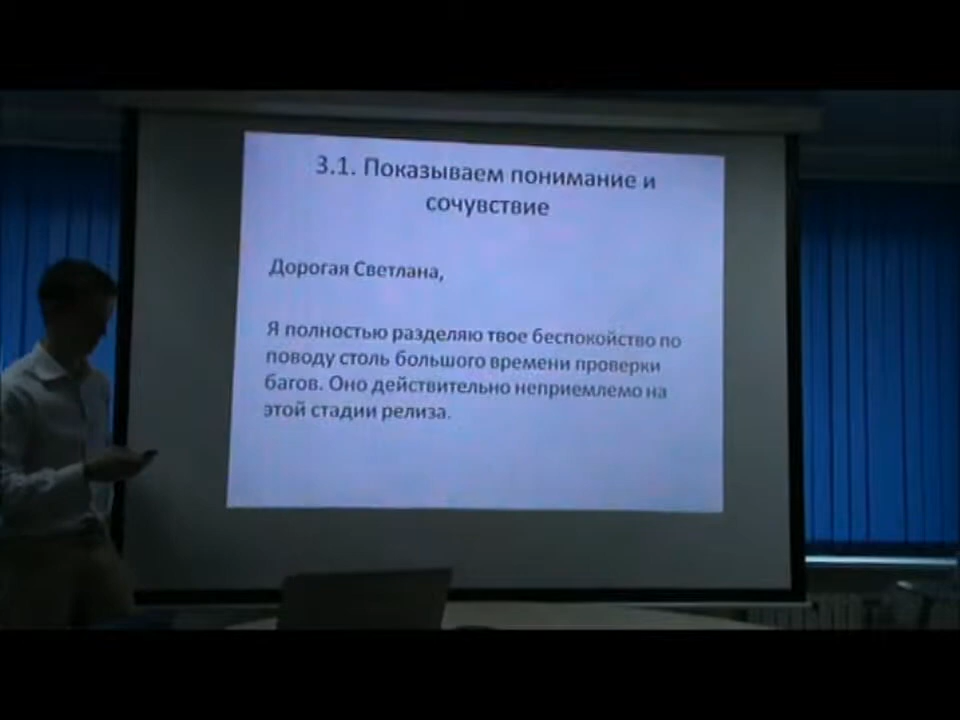 3.1. Показываем понимание и
сочувствие
Дорогая Светлана,
Я полностью разделяю твое беспокойство по
поводу столь большого времени проверки
багов. Оно действительно неприемлемо на
этой стадии релиза.